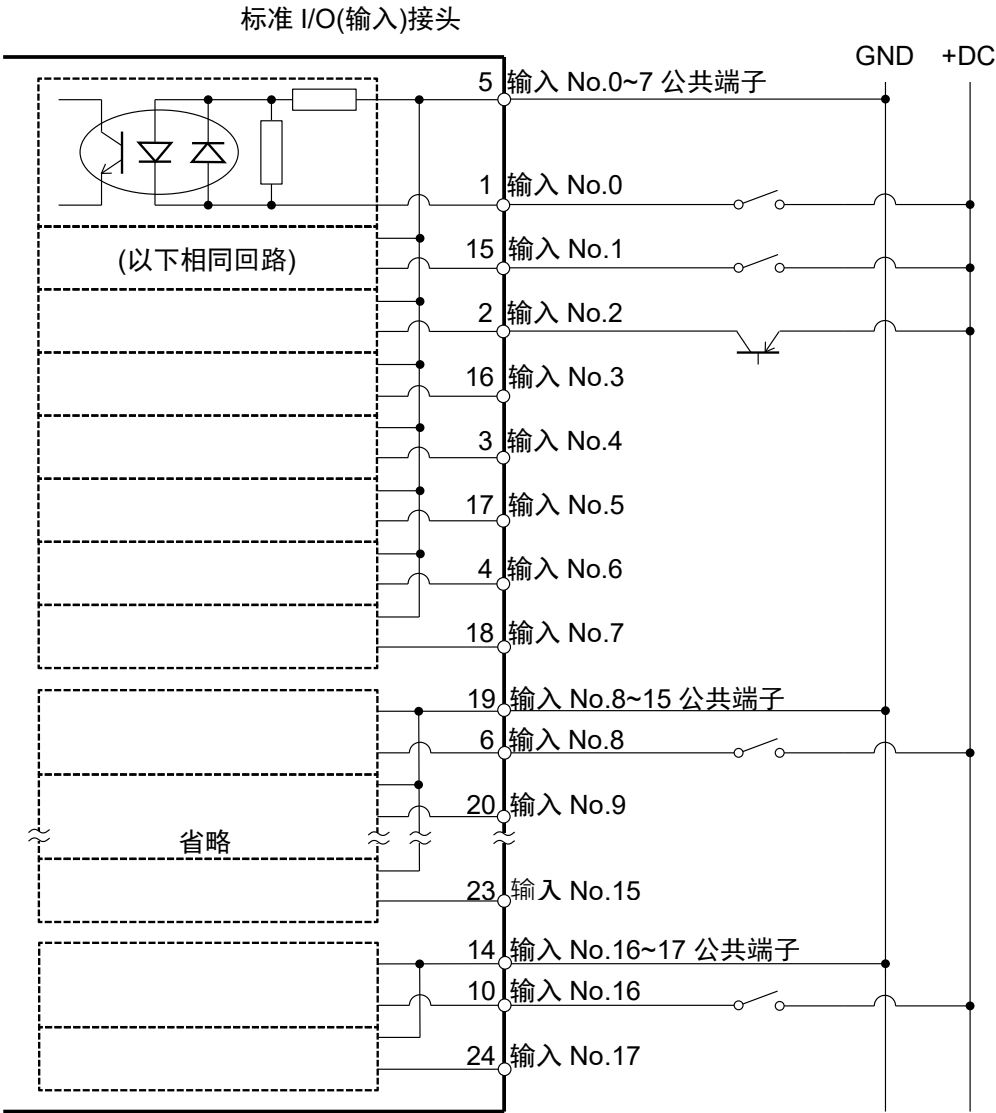 标准 I/O(输入)接头
GND +DC
5 输入 No.0~7 公共端子
1 输入 No.0
(以下相同回路)
15 输入 No.1
2 输入 No.2
16 输入 No.3
3 输入 No.4
17 输入 No.5
4 输入 No.6
18 输入 No.7
19 输入 No.8~15 公共端子
6 输入 No.8
20 输入 No.9
省略
23 输入 No.15
14 输入 No.16~17 公共端子
10 输入 No.16
24 输入 No.17